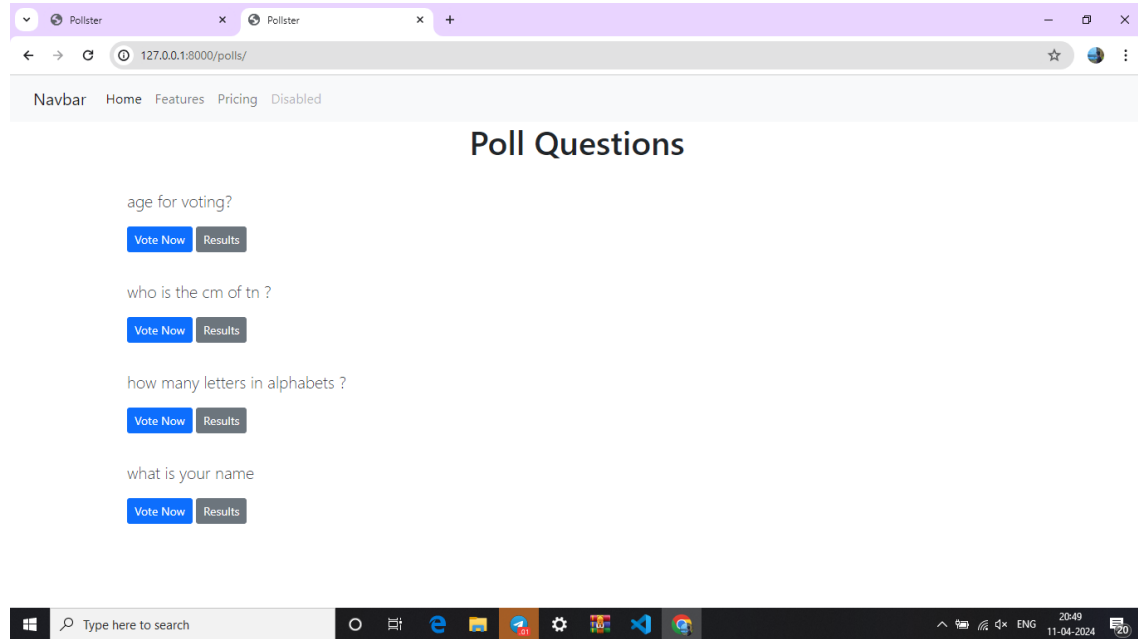 Pollster
Pollster
127.0.0.1:8000/polls/
Navbar Home Features Pricing Disabled
Poll Questions
age for voting?
Vote Now Results
who is the cm of tn ?
Vote Now Results
how many letters in alphabets ?
Vote Now Results
what is your name
Vote Now Results
Type here to search
.01
ENG
20:49
11-04-2024
20